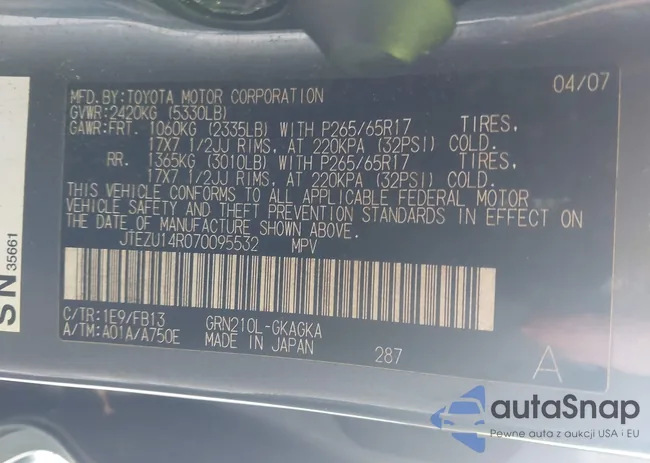 MFD.BY:TOYOTA MOTOR CORPORATION 04/07
GVWR:2420KG (5330LB)
GAWR:FRT. 1060KG (2335LB) WITH P265/65R17 TIRES,
17X7 1/2JJ RIMS, AT 220KPA (32PSI) COLD.
RR. 1365KG (3010LB) WITH P265/65R17 TIRES,
17X7 1/2JJ RIMS, AT 220KPA (32PSI) COLD.
THIS VEHICLE CONFORMS TO ALL APPLICABLE FEDERAL MOTOR
VEHICLE SAFETY AND THEFT PREVENTION STANDARDS IN EFFECT ON
THE DATE OF MANUFACTURE SHOWN ABOVE.
JTEZU14R070095532 MPV
C/TR:1E9/FB13 GRN210L-GKAGKA
A/TM:A01A/A750E MADE IN JAPAN 287 A
SN 35661
autaSnap
Pewne auta z aukcji USA i EU